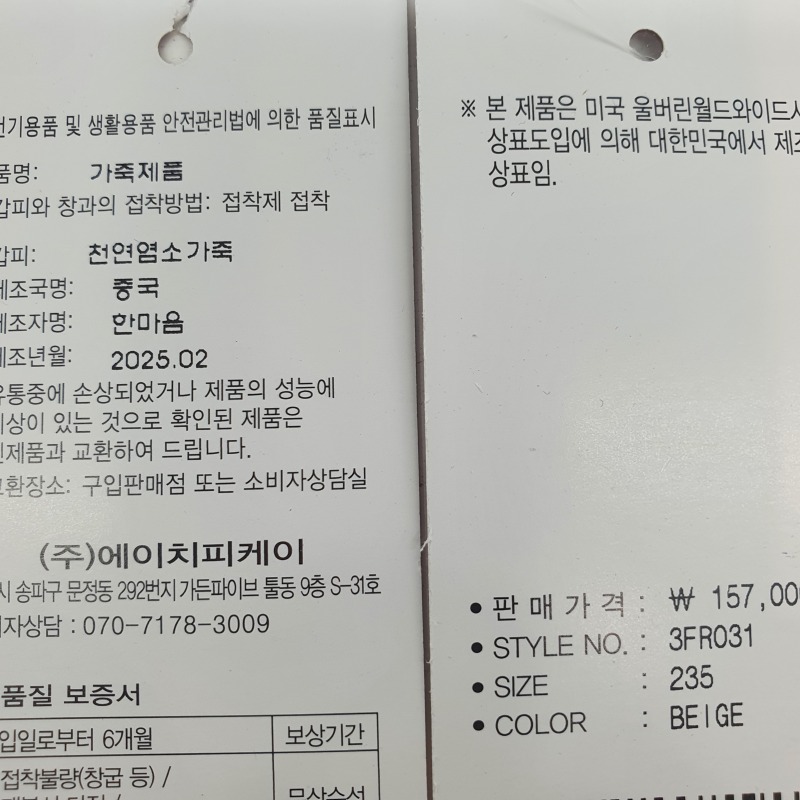 전기용품 및 생활용품 안전관리법에 의한 품질표시
품명: 가죽제품
갑피와 창과의 접착방법: 접착제 접착
갑피: 천연염소가죽
제조국명: 중국
제조자명: 한마음
제조년월: 2025.02
유통중에 손상되었거나 제품의 성능에
이상이 있는 것으로 확인된 제품은
신제품과 교환하여 드립니다.
교환장소: 구입판매점 또는 소비자상담실
(주)에이치피케이
시 송파구 문정동 292번지 가든파이브 툴동 9층 S-31호
비자상담 : 070-7178-3009
품질 보증서
입일로부터 6개월 보상기간
접착불량(창굽 등) /
무상수선
※ 본 제품은 미국 울버린월드와이드사
상표도입에 의해 대한민국에서 제조
상표임.
• 판매가격 : ₩ 157,000
• STYLE NO. : 3FR031
• SIZE : 235
• COLOR : BEIGE